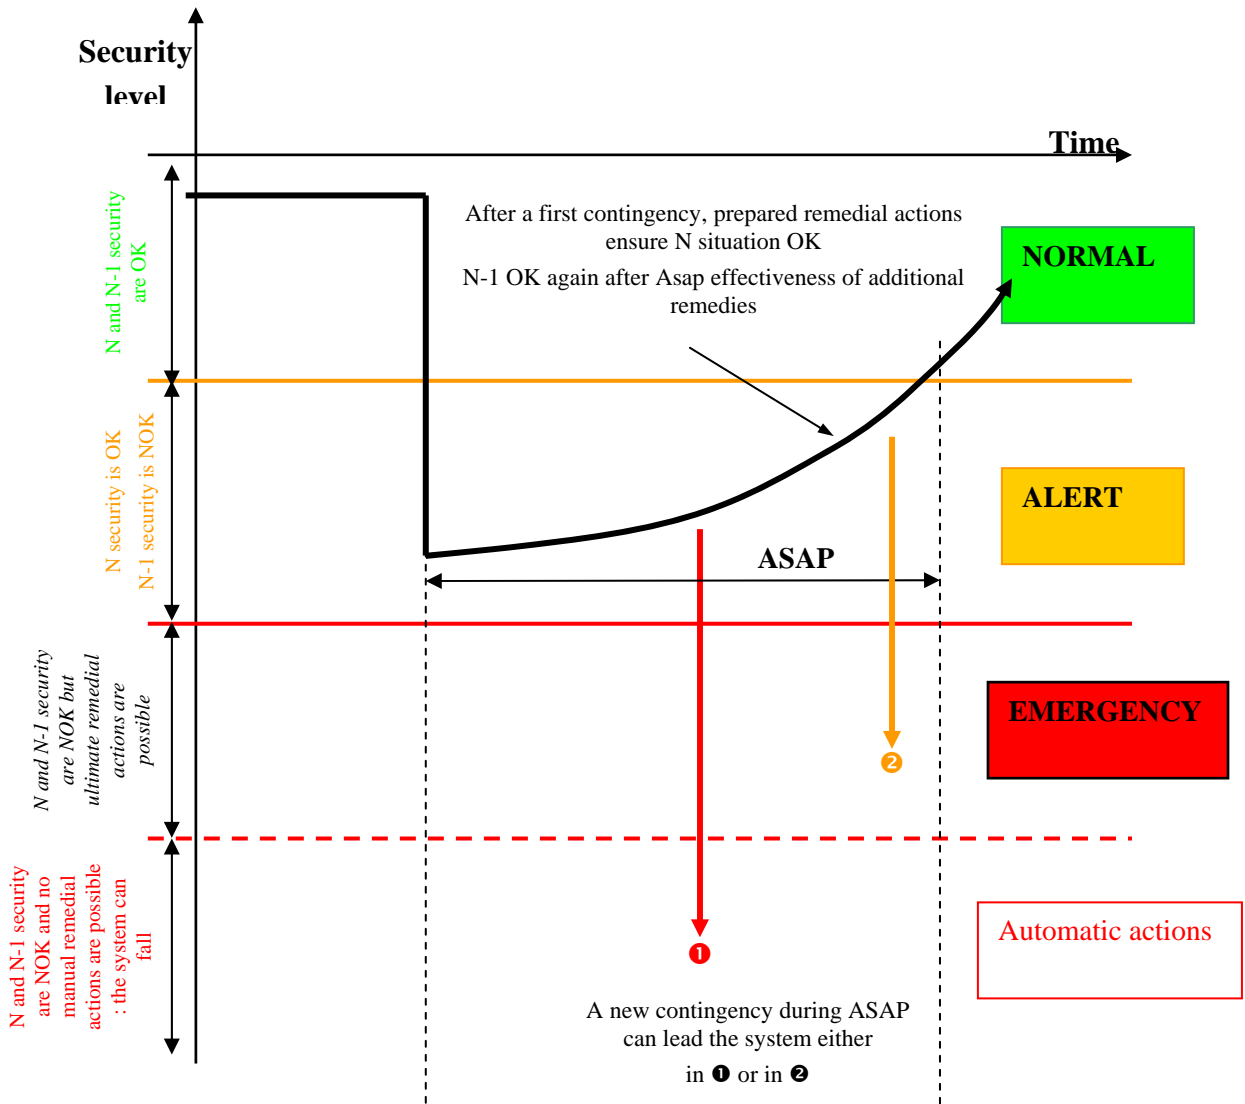 Security
level
Time
N and N-1 security
are OK
After a first contingency, prepared remedial actions
ensure N situation OK
N-1 OK again after Asap effectiveness of additional
remedies
NORMAL
N security is OK
N-1 security is NOK
ALERT
ASAP
N and N-1 security
are NOK but
ultimate remedial
actions are
possible
EMERGENCY
❷
N and N-1 security
are NOK and no
manual remedial
actions are possible
: the system can
fall
❶
Automatic actions
A new contingency during ASAP
can lead the system either
in ❶ or in ❷